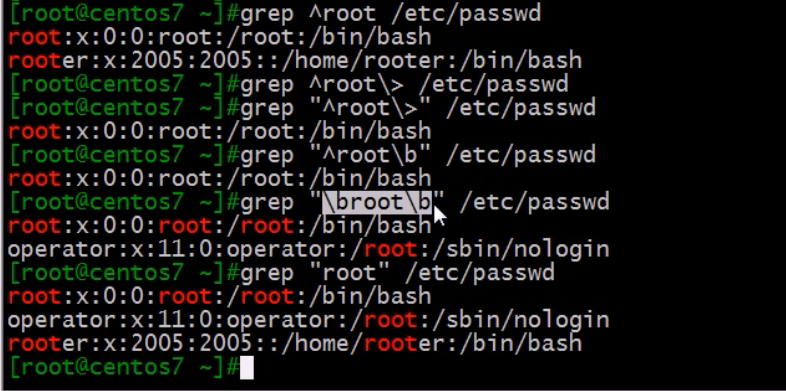 [root@centos7 ~]#grep ^root /etc/passwd
root:x:0:0:root:/root:/bin/bash
rooter:x:2005:2005::/home/rooter:/bin/bash
[root@centos7 ~]#grep ^root\> /etc/passwd
[root@centos7 ~]#grep "^root\>" /etc/passwd
root:x:0:0:root:/root:/bin/bash
[root@centos7 ~]#grep "^root\b" /etc/passwd
root:x:0:0:root:/root:/bin/bash
[root@centos7 ~]#grep "\broot\b" /etc/passwd
root:x:0:0:root:/root:/bin/bash
operator:x:11:0:operator:/root:/sbin/nologin
[root@centos7 ~]#grep "root" /etc/passwd
root:x:0:0:root:/root:/bin/bash
operator:x:11:0:operator:/root:/sbin/nologin
rooter:x:2005:2005::/home/rooter:/bin/bash
[root@centos7 ~]#